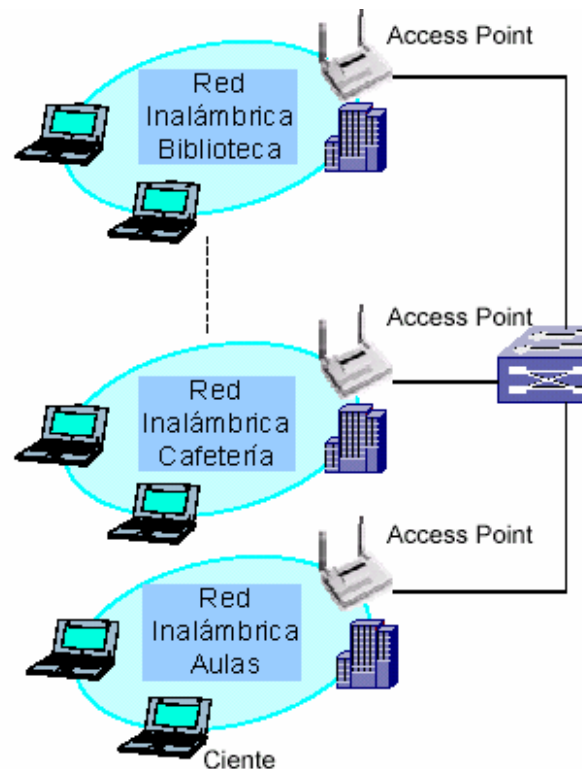 Access Point
Red
Inalámbrica
Biblioteca
Access Point
Red
Inalámbrica
Cafetería
Access Point
Red
Inalámbrica
Aulas
Ciente